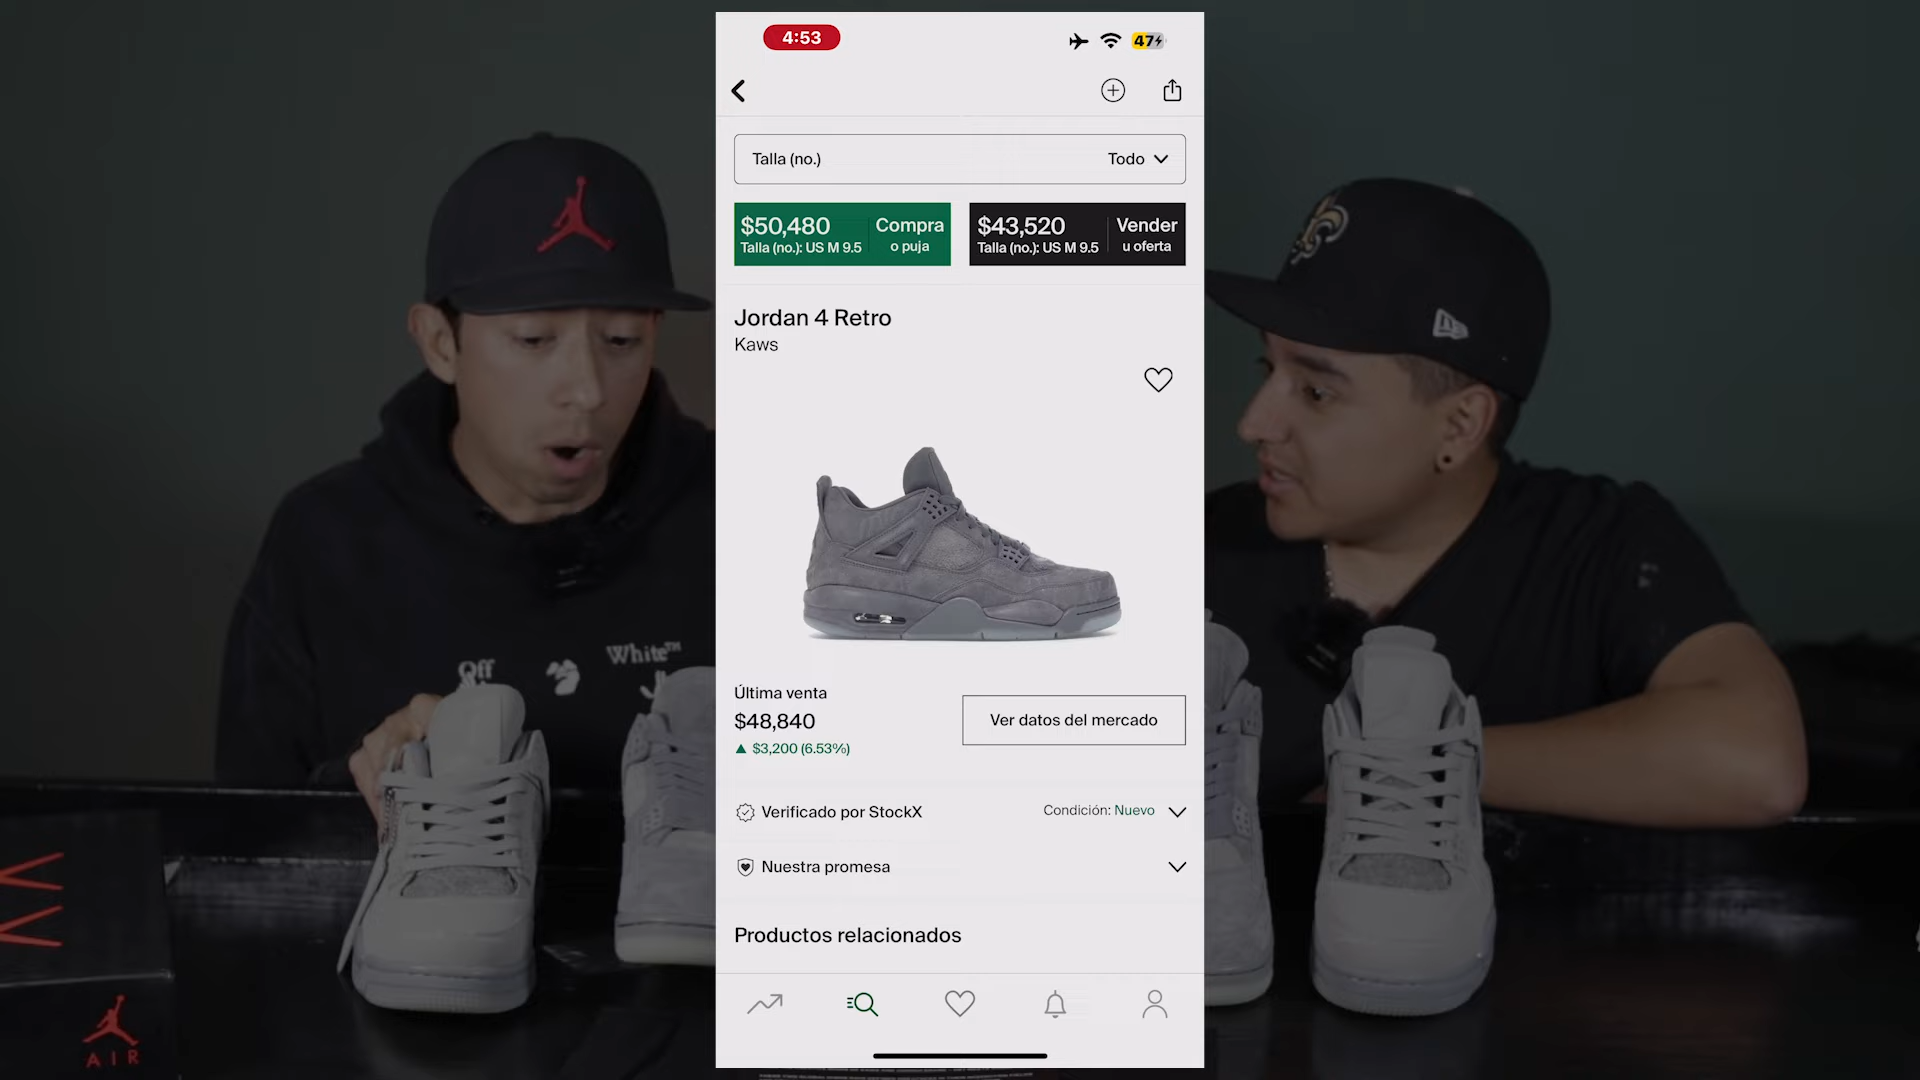 4:53
47
Talla (no.)
Todo
$50,480
Talla (no.): US M 9.5
Compra
o puja
$43,520
Talla (no.): US M 9.5
Vender
u oferta
Jordan 4 Retro
Kaws
Off
White™
Última venta
$48,840
Ver datos del mercado
▲ $3,200 (6.53%)
Verificado por StockX
Condición: Nuevo
Nuestra promesa
Productos relacionados
AIR